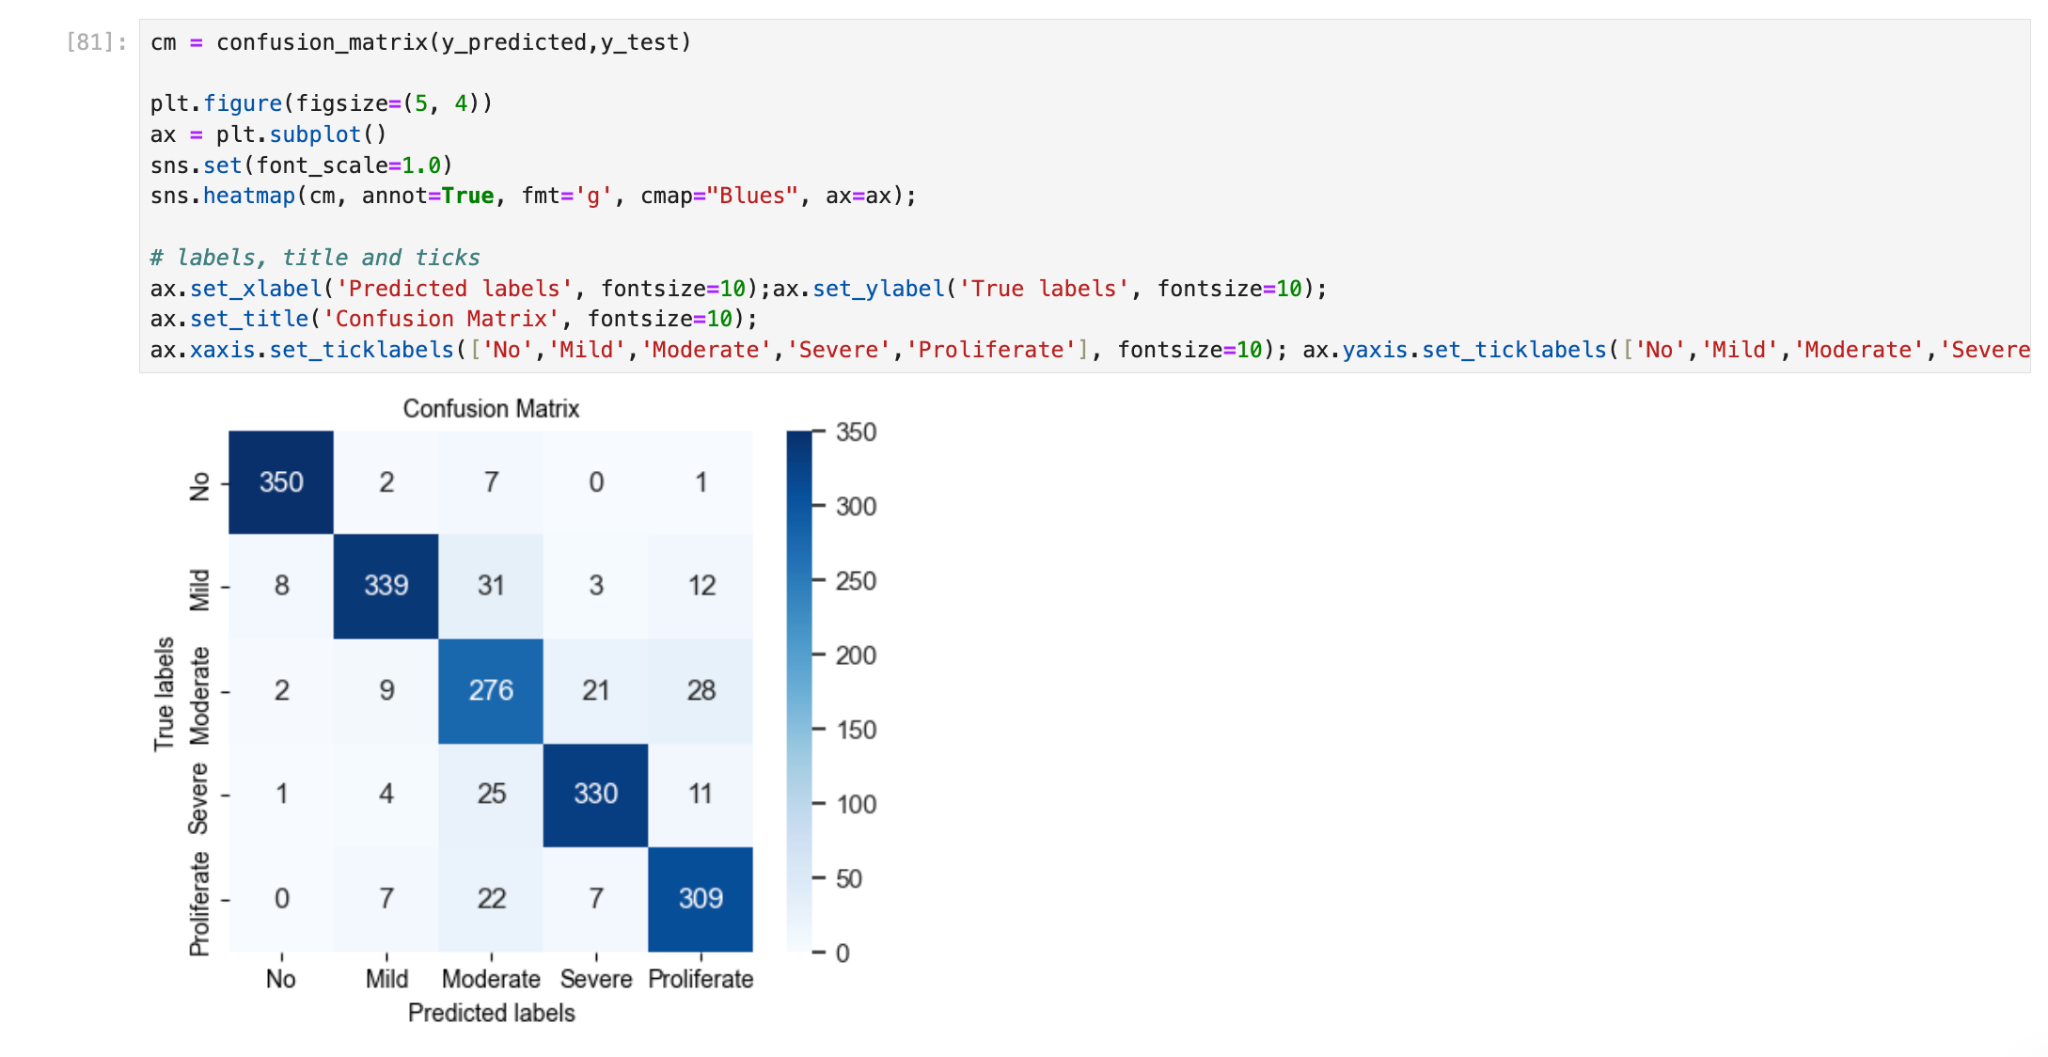 [81]: cm = confusion_matrix(y_predicted,y_test)
plt.figure(figsize=(5, 4))
ax = plt.subplot()
sns.set(font_scale=1.0)
sns.heatmap(cm, annot=True, fmt='g', cmap="Blues", ax=ax);
# labels, title and ticks
ax.set_xlabel('Predicted labels', fontsize=10);ax.set_ylabel('True labels', fontsize=10);
ax.set_title('Confusion Matrix', fontsize=10);
ax.xaxis.set_ticklabels(['No','Mild','Moderate','Severe','Proliferate'], fontsize=10); ax.yaxis.set_ticklabels(['No','Mild','Moderate','Severe
Confusion Matrix
True labels
No 350 2 7 0 1
Mild 8 339 31 3 12
Moderate 2 9 276 21 28
Severe 1 4 25 330 11
Proliferate 0 7 22 7 309
No Mild Moderate Severe Proliferate
Predicted labels
350
300
250
200
150
100
50
0